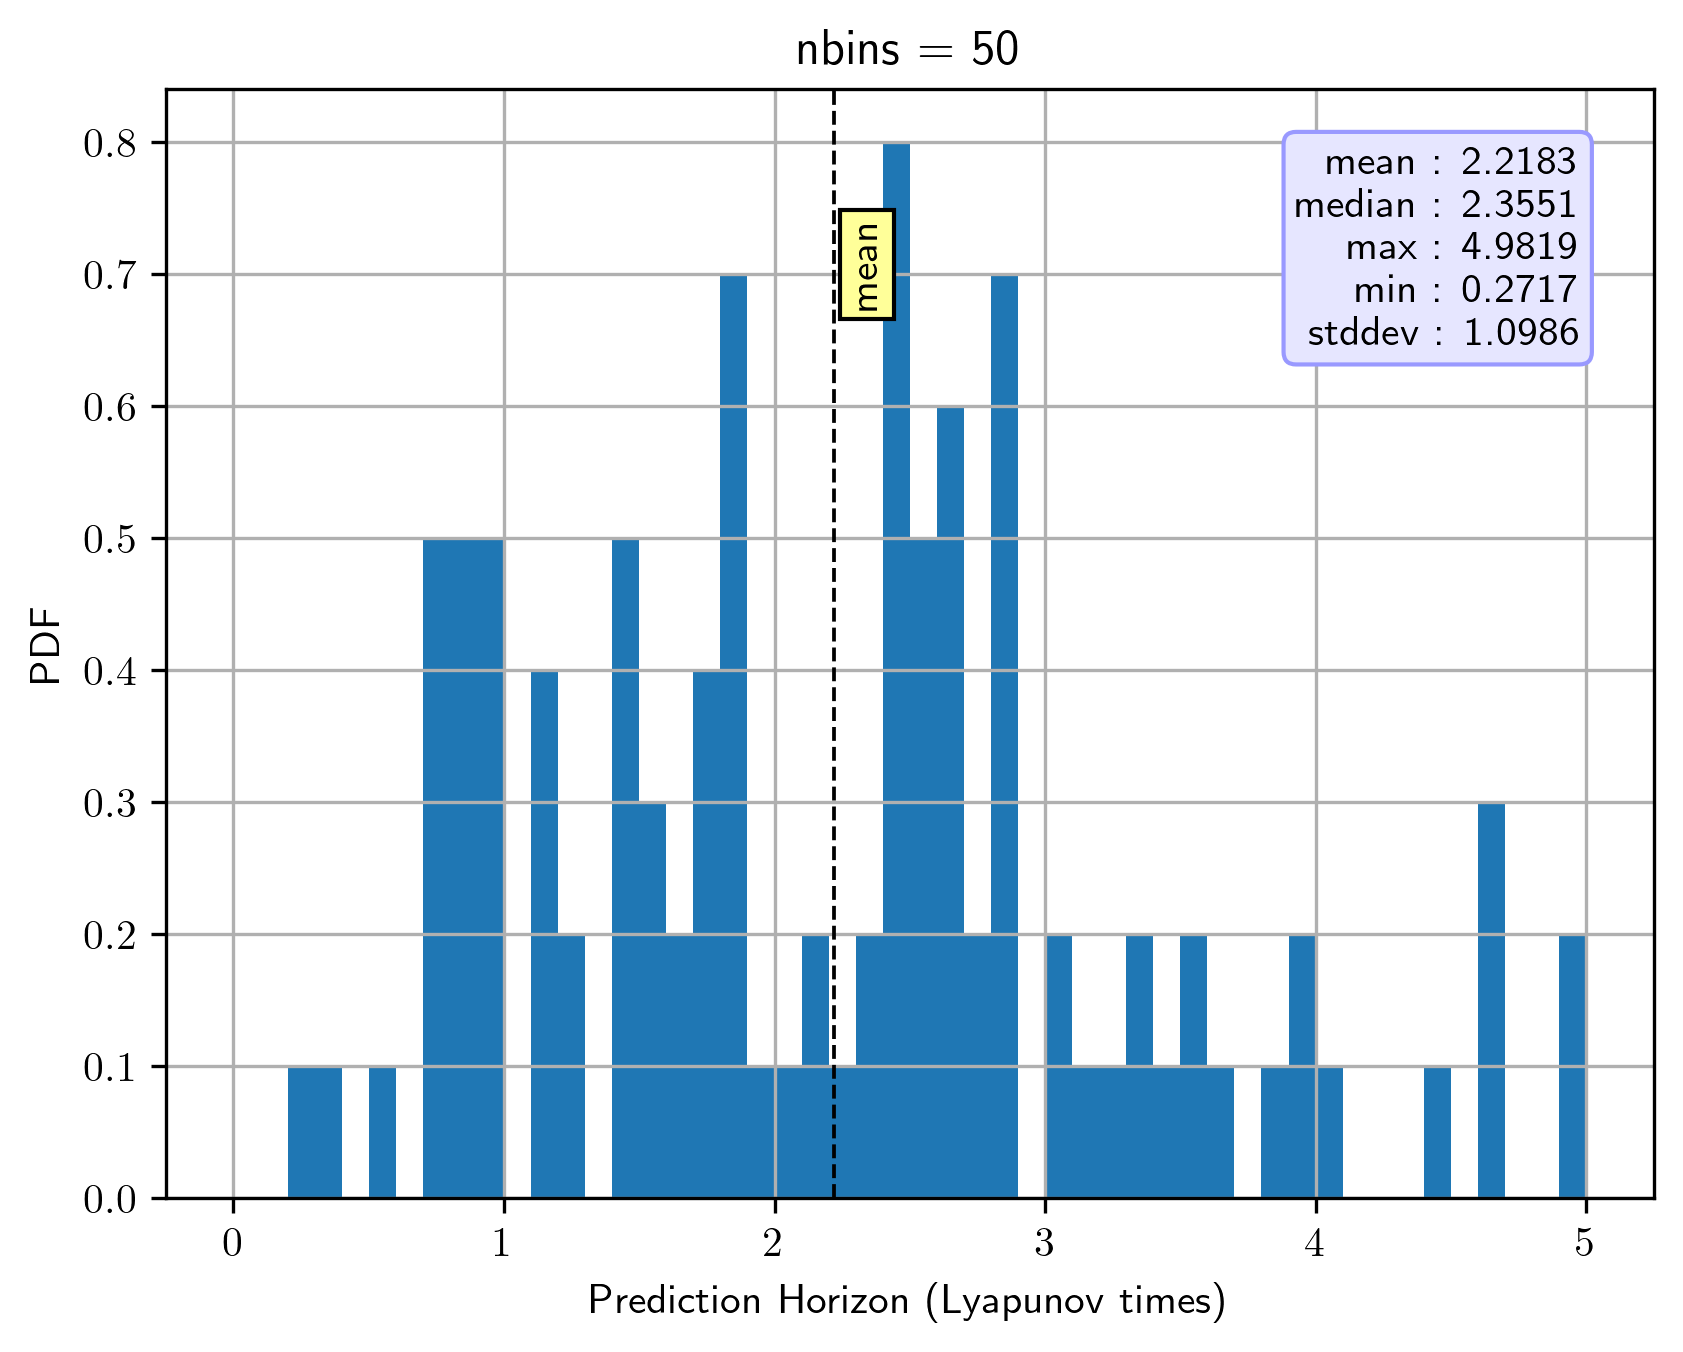 nbins = 50
0.8
0.7
0.6
0.5
0.4
0.3
0.2
0.1
0.0
PDF
mean
mean : 2.2183
median : 2.3551
max : 4.9819
min : 0.2717
stddev : 1.0986
0 1 2 3 4 5
Prediction Horizon (Lyapunov times)